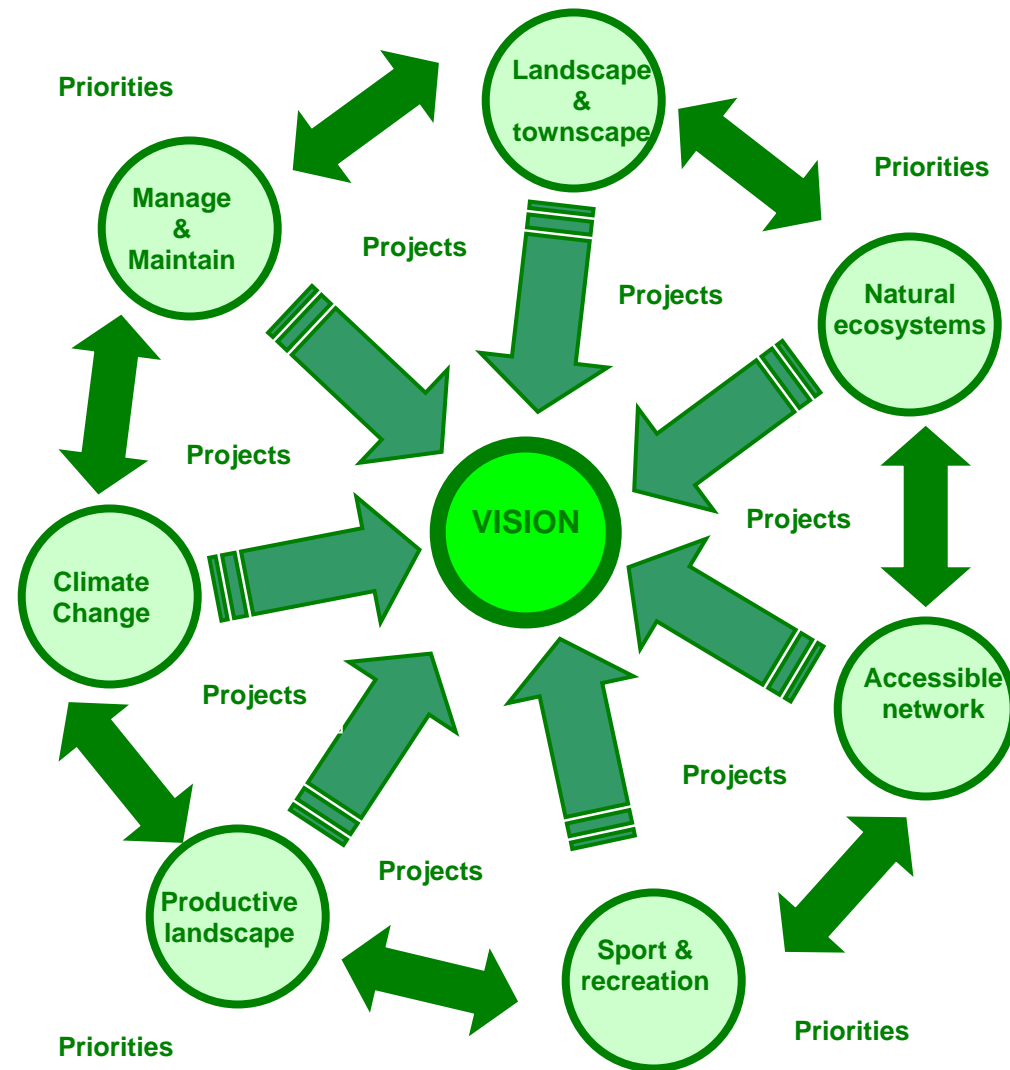 Landscape
&
townscape
Priorities
Priorities
Manage
&
Maintain
Projects
Projects
Natural
ecosystems
Projects
VISION
Projects
Climate
Change
Accessible
network
Projects
Projects
Projects
Productive
landscape
Sport &
recreation
Priorities
Priorities